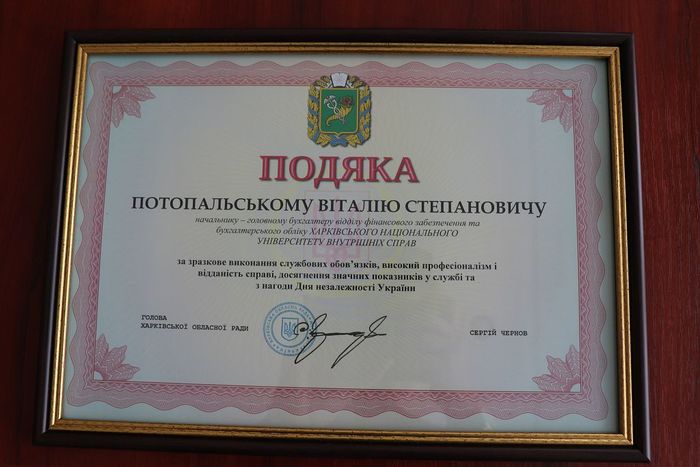 ПОДЯКА
ПОТОПАЛЬСЬКОМУ ВІТАЛІЮ СТЕПАНОВИЧУ
начальнику – головному бухгалтеру відділу фінансового забезпечення та
бухгалтерського обліку ХАРКІВСЬКОГО НАЦІОНАЛЬНОГО
УНІВЕРСИТЕТУ ВНУТРІШНІХ СПРАВ
за зразкове виконання службових обов'язків, високий професіоналізм і
відданість справі, досягнення значних показників у службі та
з нагоди Дня незалежності України
ГОЛОВА
ХАРКІВСЬКОЇ ОБЛАСНОЇ РАДИ
СЕРГІЙ ЧЕРНОВ